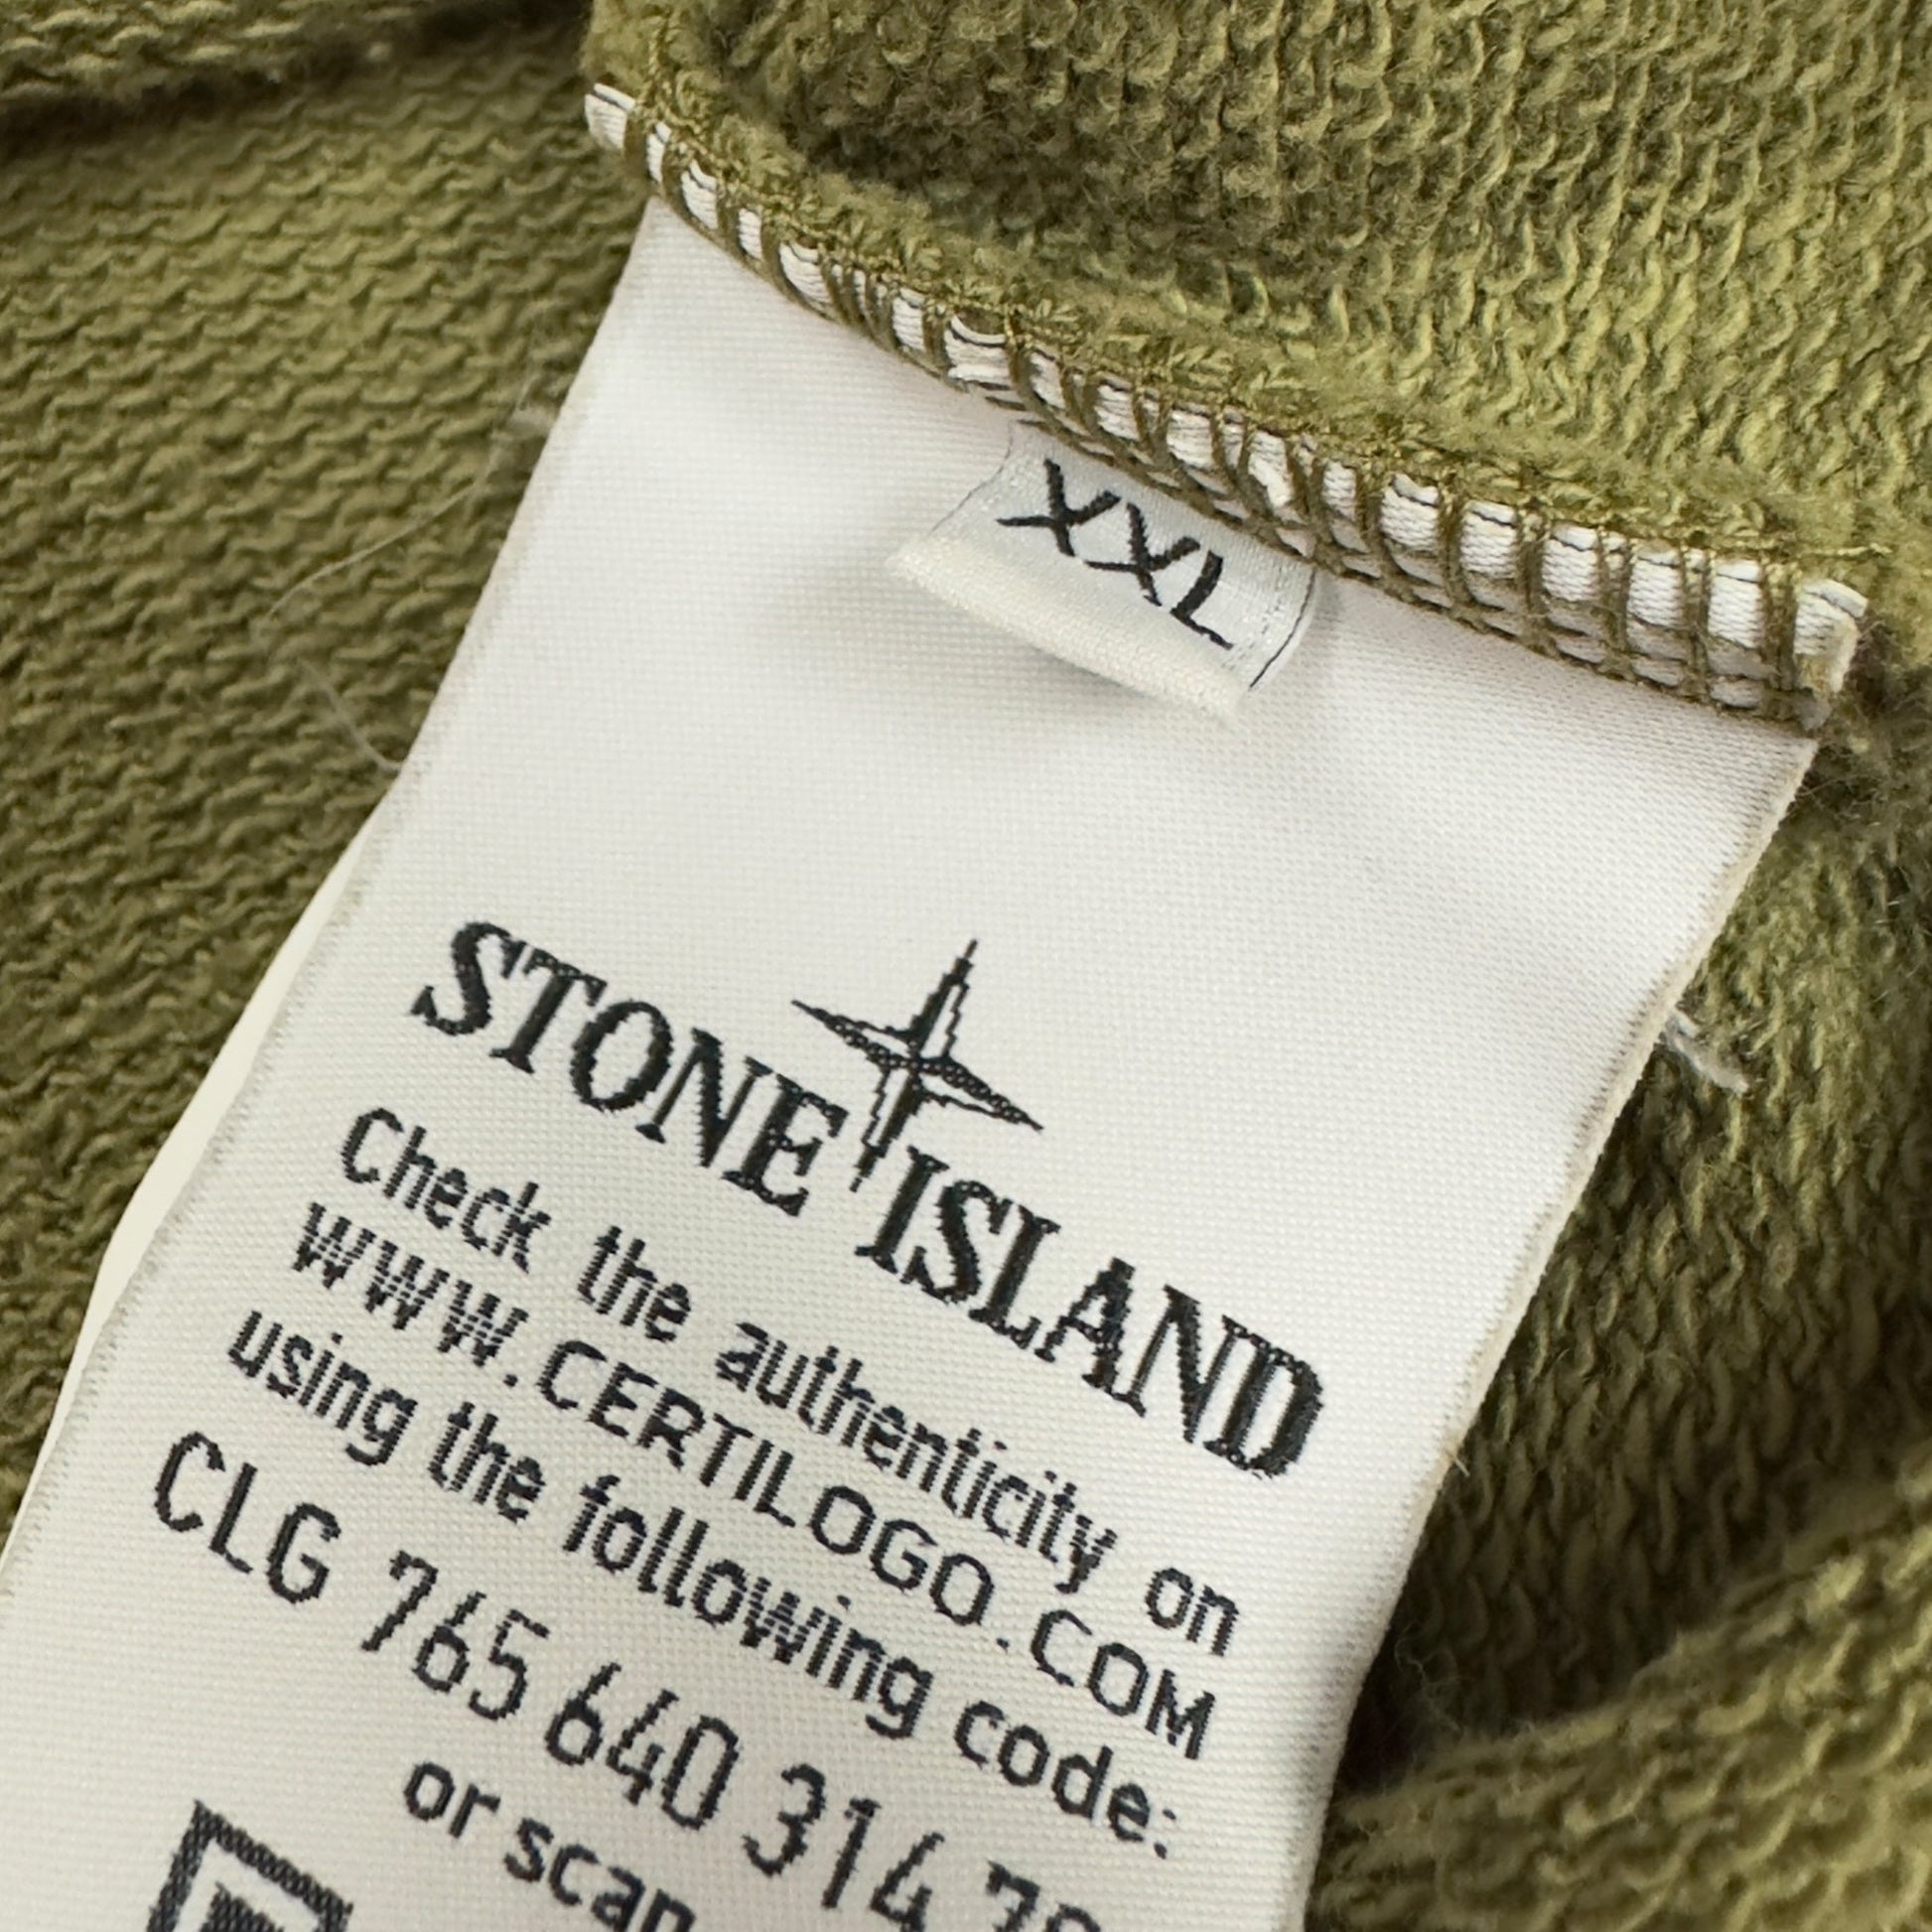 XXL
STONE ISLAND
Check the authenticity on
WWW.CERTILOGO.COM
using the following code:
CLG 765 640 314
or scan